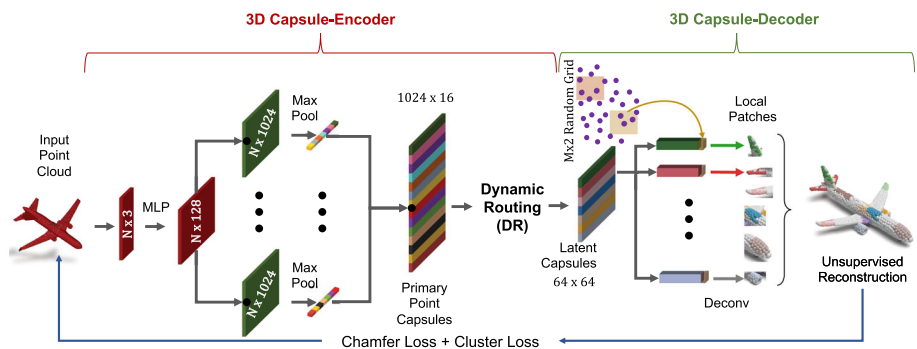 3D Capsule-Encoder
3D Capsule-Decoder
Input
Point
Cloud
N x 3
MLP
N x 128
N x 1024
Max
Pool
N x 1024
Max
Pool
1024 x 16
Primary
Point
Capsules
Dynamic
Routing
(DR)
Mx2 Random Grid
Latent
Capsules
64 x 64
Local
Patches
Deconv
Unsupervised
Reconstruction
Chamfer Loss + Cluster Loss